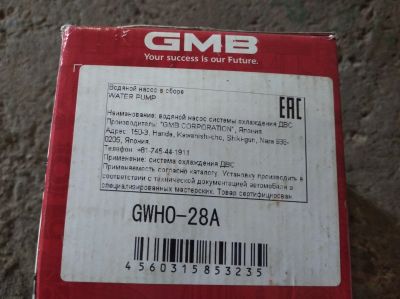 GMB
Your success is our Future.
Водяной насос в сборе
WATER PUMP
EAC
Наименование: водяной насос системы охлаждения ДВС
Производитель: "GMB CORPORATION", Япония.
Адрес: 150-3, Handa, Kawanishi-cho, Shiki-gun, Nara 636-
0205, Япония.
Телефон +81-745-44-1911
Применение: система охлаждения ДВС
Применяемость согласно каталогу. Установку производить в
соответствии с технической документацией автомобиля в
специализированных мастерских. Товар сертифицирован.
GWHO-28A
4 560315 853235